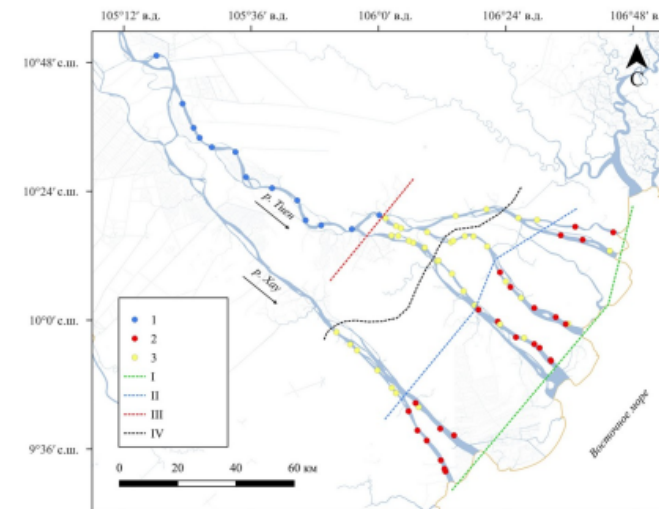 105°12' в.д. 105°36' в.д. 106°0' в.д. 106°24' в.д. 106°48' в.д.
10°48' с.ш.
С
10°24' с.ш.
р. Тиен
р. Хау
10°0' с.ш.
1
2
3
I
II
III
IV
Восточное море
9°36' с.ш.
0 20 40 60 км